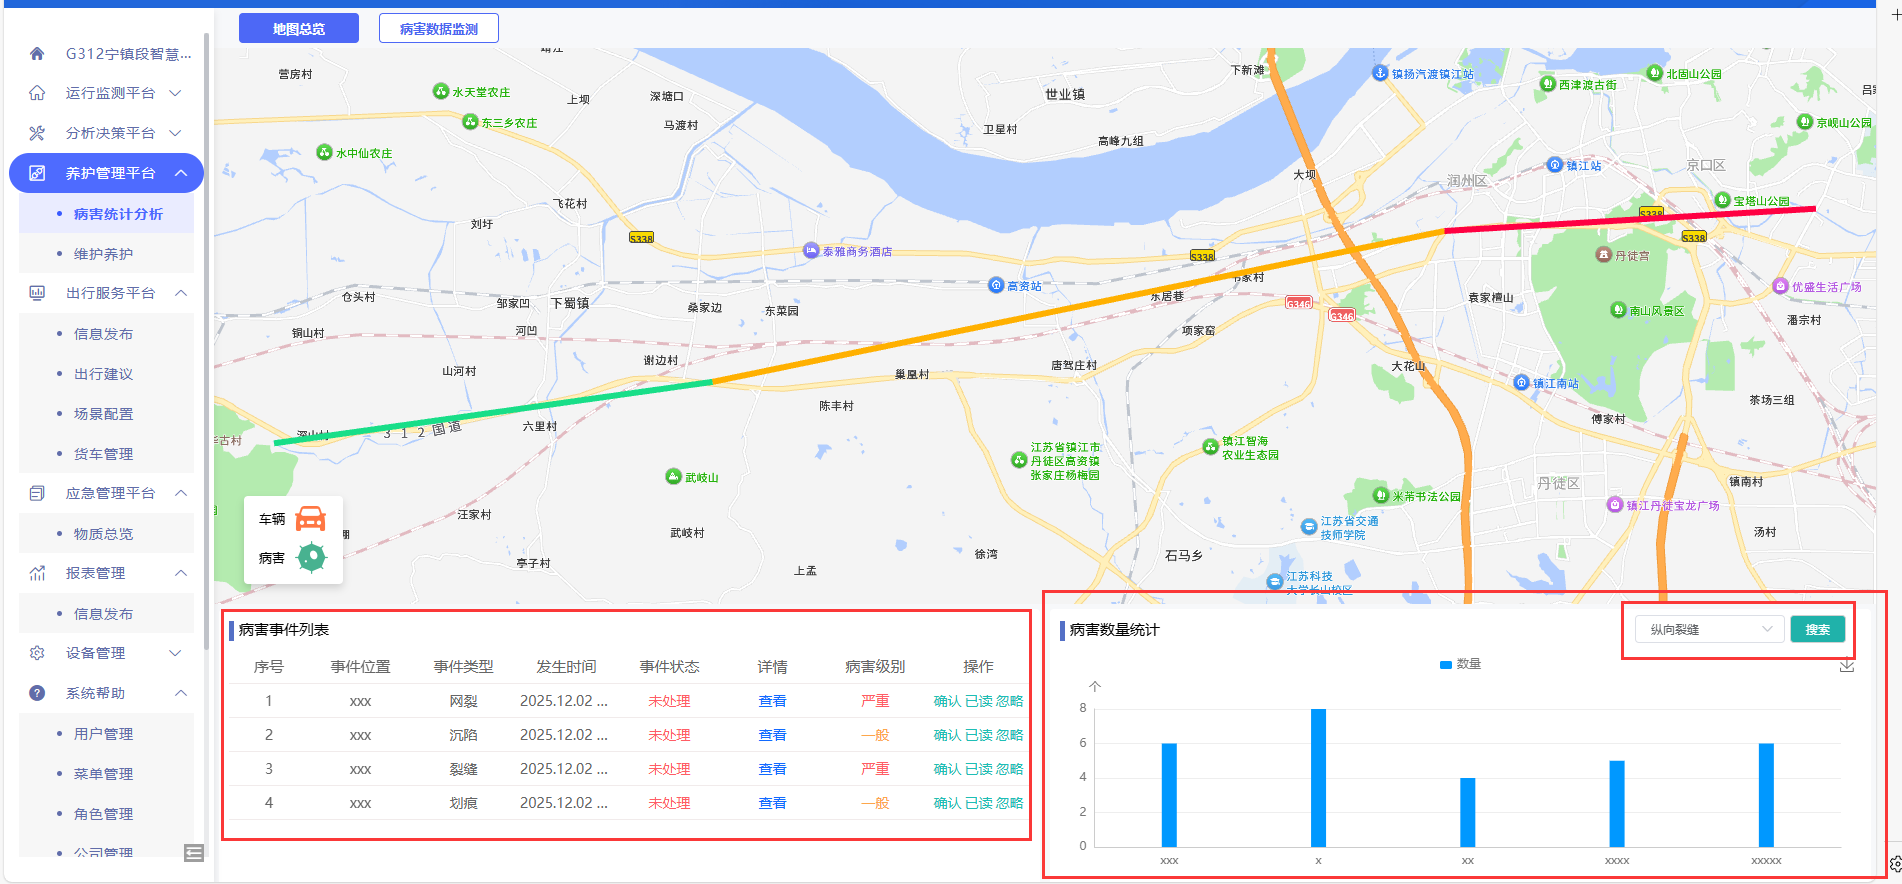 地图总览
病害数据监测
G312宁镇段智慧...
运行监测平台
分析决策平台
养护管理平台
病害统计分析
维护养护
出行服务平台
信息发布
出行建议
场景配置
货车管理
应急管理平台
物质总览
报表管理
信息发布
设备管理
系统帮助
用户管理
菜单管理
角色管理
公司管理
营房村
水天堂农庄
上坝
深塘口
东三乡农庄
马渡村
水中仙农庄
世业镇
卫星村
高峰九组
下新滩
镇扬汽渡镇江站
西津渡古街
北固山公园
京岘山公园
大坝
润州区
镇江站
京口区
宝塔山公园
飞花村
刘圩
S338
泰雅商务酒店
S338
S338
S338
丹徒宫
仓头村
邹家凹
下蜀镇
桑家边
东菜园
高资站
东居巷
韦家村
G346
G346
袁家檀山
优盛生活广场
南山风景区
潘宗村
铜山村
河凹
项家窑
谢边村
山河村
巢凰村
唐驾庄村
大花山
镇江南站
茶场三组
陈丰村
傅家村
深山村
312国道
六里村
江苏省镇江市
丹徒区高资镇
张家庄杨梅园
镇江智海
农业生态园
武岐山
丹徒区
镇南村
米芾书法公园
镇江丹徒宝龙广场
汪家村
武岐村
江苏省交通
技师学院
汤村
徐湾
石马乡
亭子村
上孟
江苏科技
大学长山校区
车辆
病害
病害事件列表
序号 事件位置 事件类型 发生时间 事件状态 详情 病害级别 操作
1 xxx 网裂 2025.12.02 ... 未处理 查看 严重 确认 已读 忽略
2 xxx 沉陷 2025.12.02 ... 未处理 查看 一般 确认 已读 忽略
3 xxx 裂缝 2025.12.02 ... 未处理 查看 严重 确认 已读 忽略
4 xxx 划痕 2025.12.02 ... 未处理 查看 一般 确认 已读 忽略
病害数量统计
纵向裂缝
搜索
数量
个
8
6
4
2
0
xxx x xx xxxx xxxxx